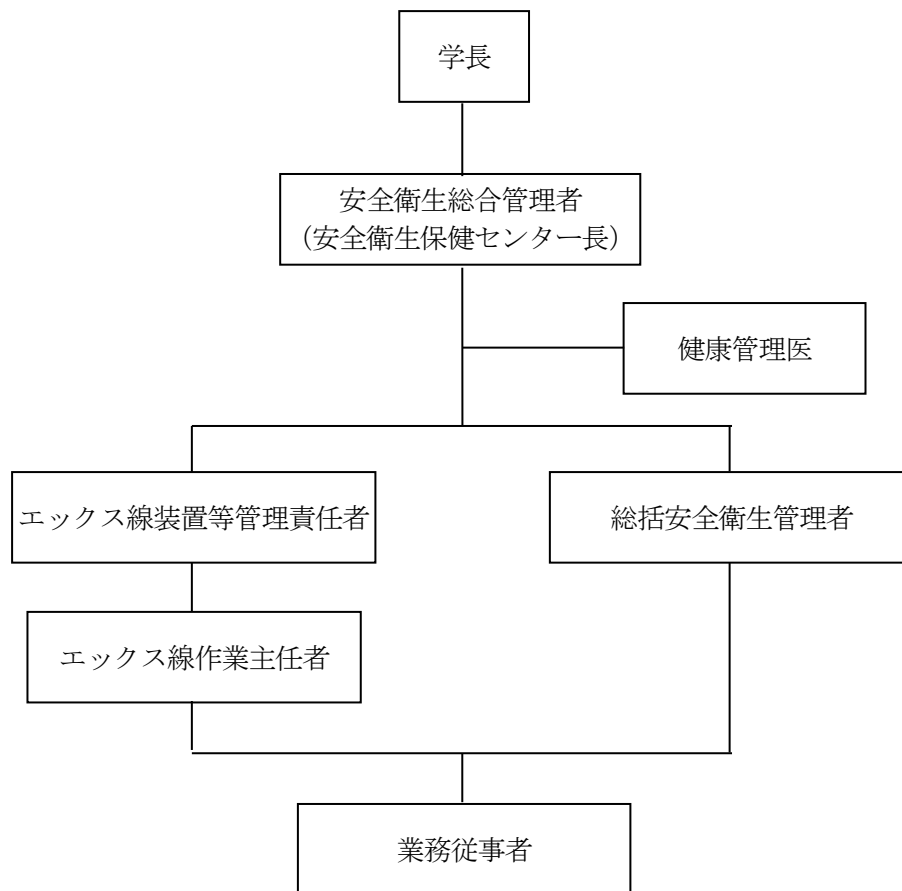 学長
安全衛生総合管理者
（安全衛生保健センター長）
健康管理医
エックス線装置等管理責任者
総括安全衛生管理者
エックス線作業主任者
業務従事者